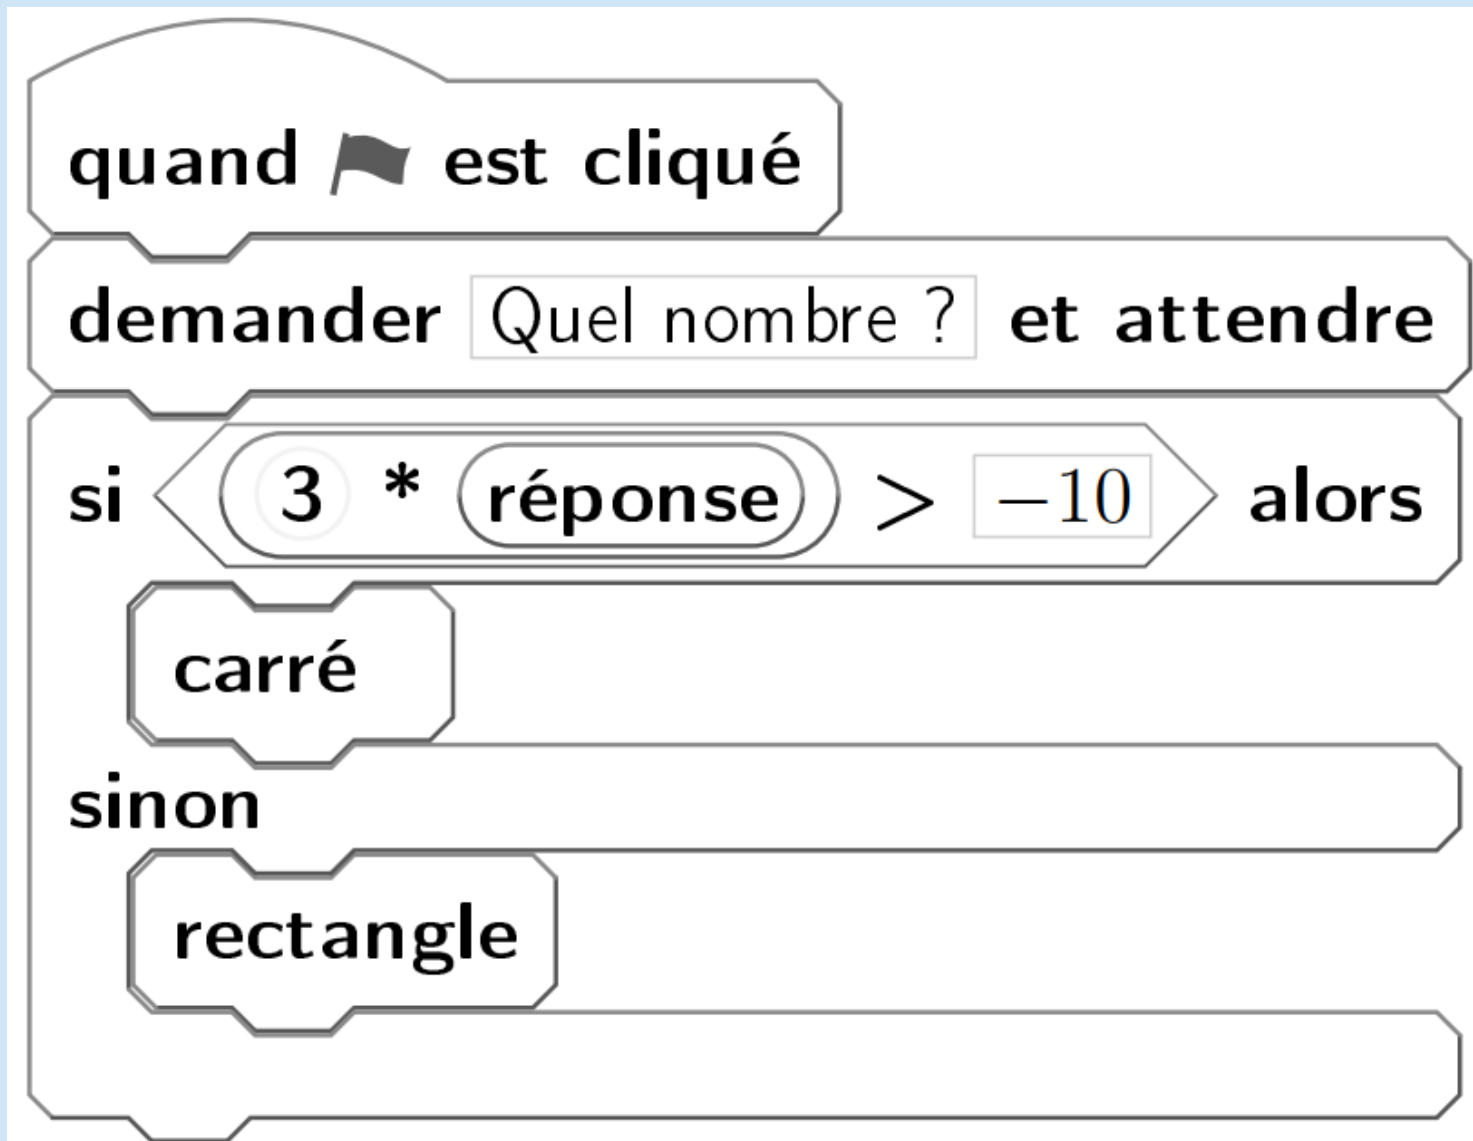 quand est cliqué
demander Quel nombre ? et attendre
si 3 * réponse > −10 alors
carré
sinon
rectangle